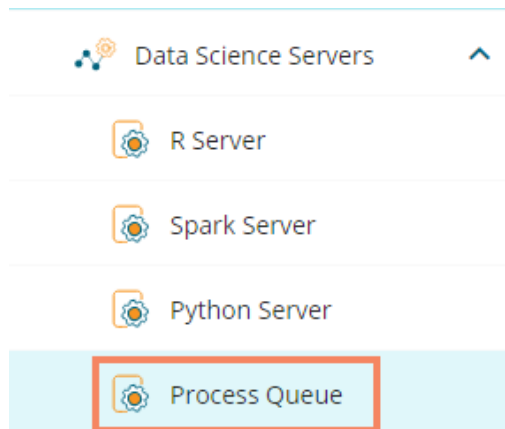 Data Science Servers
R Server
Spark Server
Python Server
Process Queue